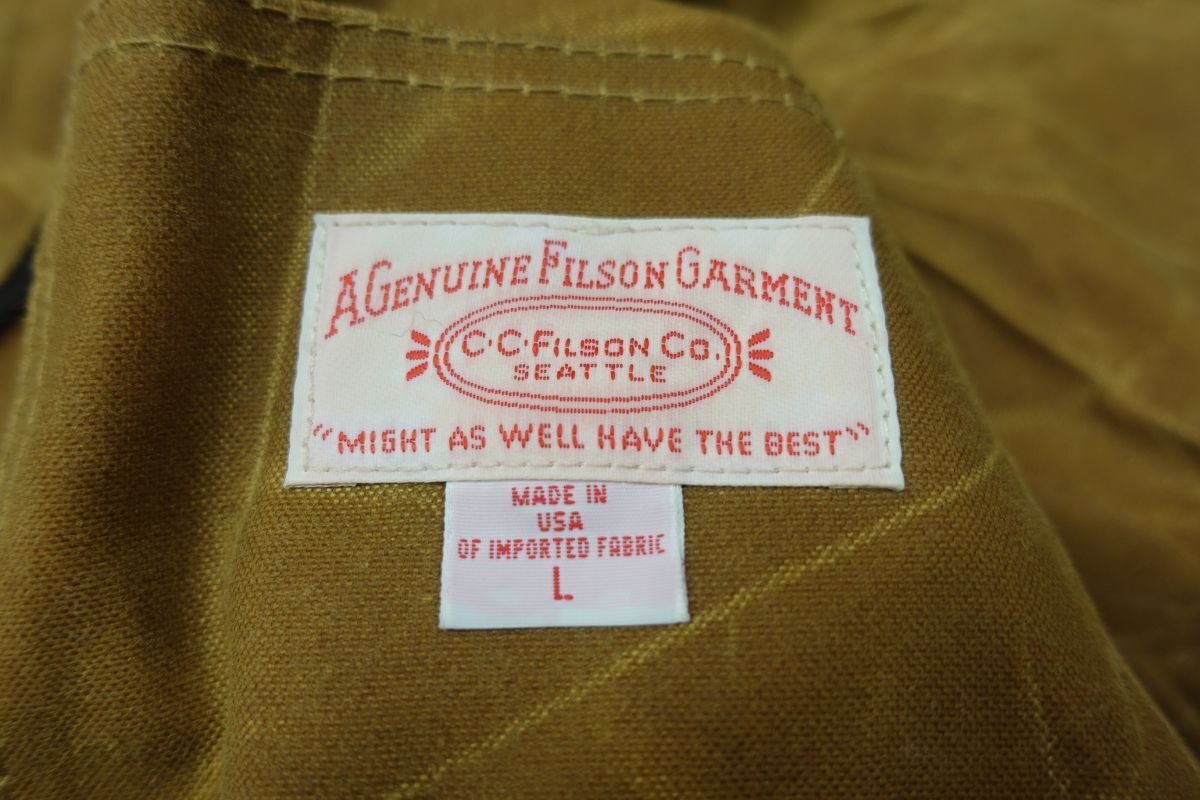 A GENUINE FILSON GARMENT
C·C·FILSON CO.
SEATTLE
"MIGHT AS WELL HAVE THE BEST"
MADE IN
USA
OF IMPORTED FABRIC
L